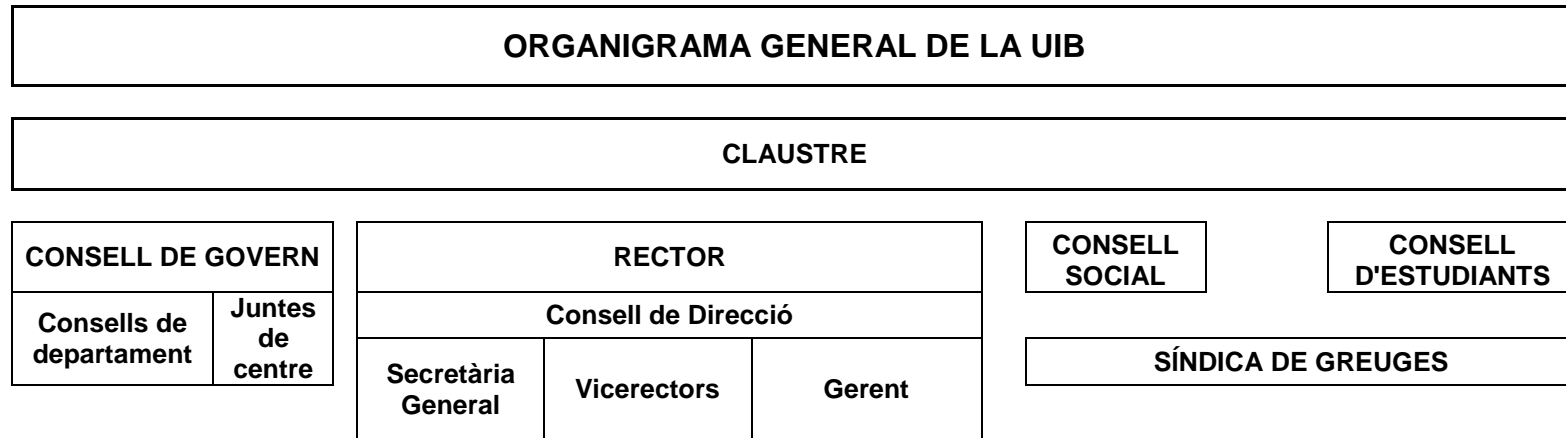 ORGANIGRAMA GENERAL DE LA UIB
CLAUSTRE
CONSELL DE GOVERN
Consells de
departament
Juntes
de
centre
RECTOR
Consell de Direcció
Secretària
General
Vicerectors
Gerent
CONSELL
SOCIAL
CONSELL
D'ESTUDIANTS
SÍNDICA DE GREUGES